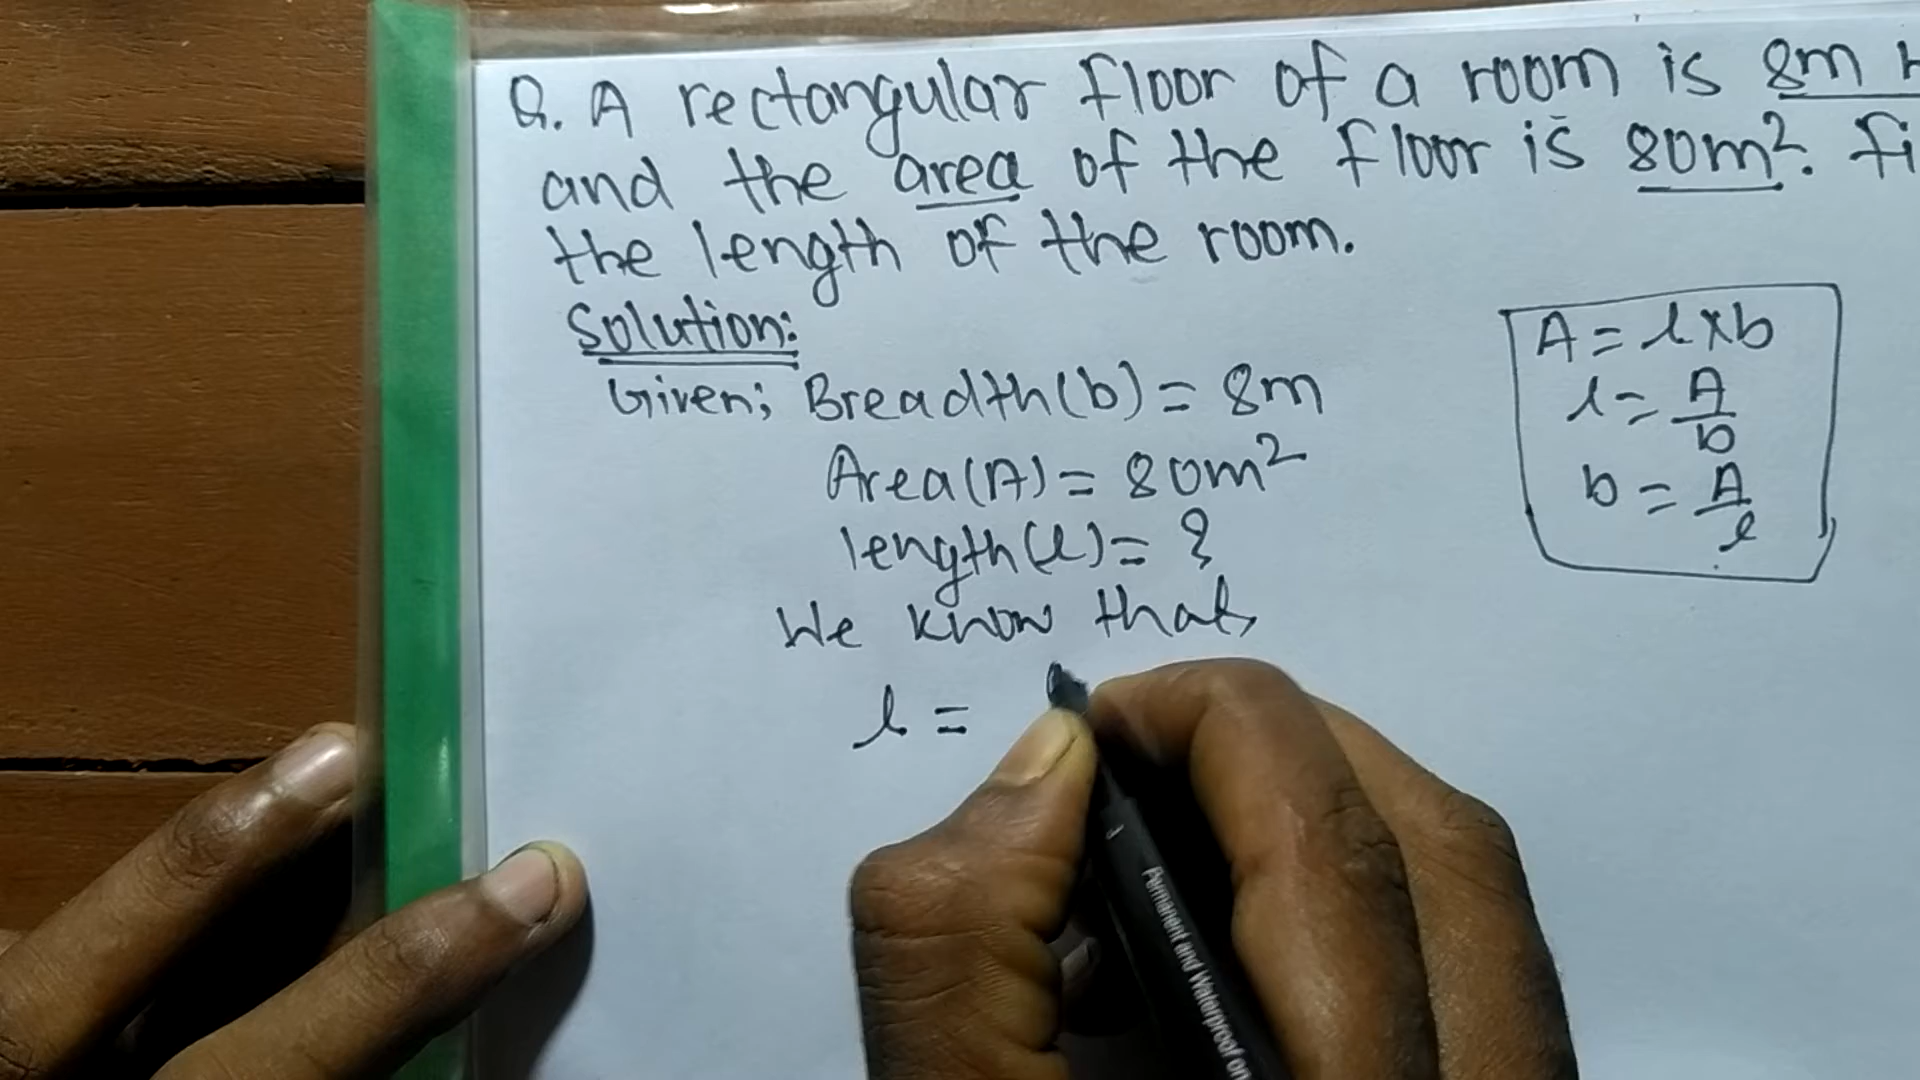 Q. A rectangular floor of a room is 8m
and the area of the floor is 80m². Fi
the length of the room.
Solution:
Given; Breadth(b) = 8m
Area(A) = 80m²
length(l) = ?
We know that,
l =
A = l×b
l = A/b
b = A/l
Permanent and Waterproof on